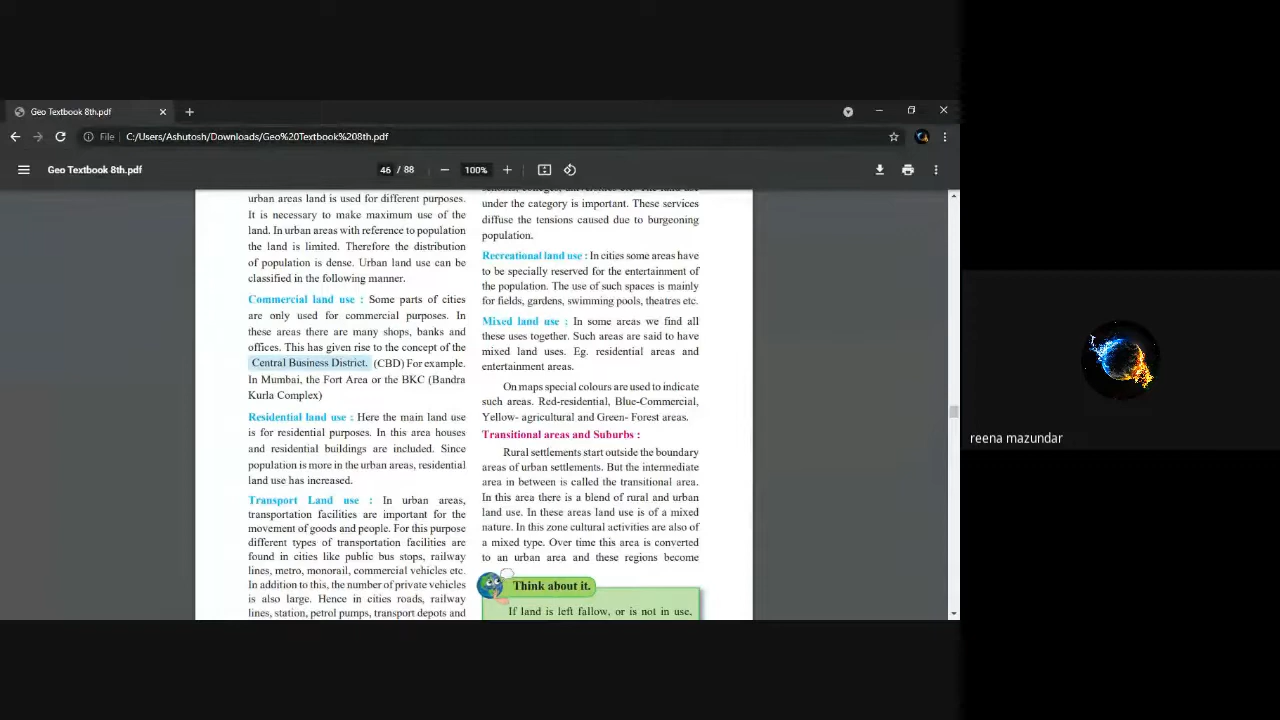 Geo Textbook 8th.pdf
File | C:/Users/Ashutosh/Downloads/Geo%20Textbook%208th.pdf
Geo Textbook 8th.pdf
46 / 88
100%
urban areas land is used for different purposes.
It is necessary to make maximum use of the
land. In urban areas with reference to population
the land is limited. Therefore the distribution
of population is dense. Urban land use can be
classified in the following manner.
Commercial land use : Some parts of cities
are only used for commercial purposes. In
these areas there are many shops, banks and
offices. This has given rise to the concept of the
Central Business District. (CBD) For example.
In Mumbai, the Fort Area or the BKC (Bandra
Kurla Complex)
Residential land use : Here the main land use
is for residential purposes. In this area houses
and residential buildings are included. Since
population is more in the urban areas, residential
land use has increased.
Transport Land use : In urban areas,
transportation facilities are important for the
movement of goods and people. For this purpose
different types of transportation facilities are
found in cities like public bus stops, railway
lines, metro, monorail, commercial vehicles etc.
In addition to this, the number of private vehicles
is also large. Hence in cities roads, railway
lines, station, petrol pumps, transport depots and
under the category is important. These services
diffuse the tensions caused due to burgeoning
population.
Recreational land use : In cities some areas have
to be specially reserved for the entertainment of
the population. The use of such spaces is mainly
for fields, gardens, swimming pools, theatres etc.
Mixed land use : In some areas we find all
these uses together. Such areas are said to have
mixed land uses. Eg. residential areas and
entertainment areas.
On maps special colours are used to indicate
such areas. Red-residential, Blue-Commercial,
Yellow- agricultural and Green- Forest areas.
Transitional areas and Suburbs :
Rural settlements start outside the boundary
areas of urban settlements. But the intermediate
area in between is called the transitional area.
In this area there is a blend of rural and urban
land use. In these areas land use is of a mixed
nature. In this zone cultural activities are also of
a mixed type. Over time this area is converted
to an urban area and these regions become
Think about it.
If land is left fallow, or is not in use,
reena mazundar